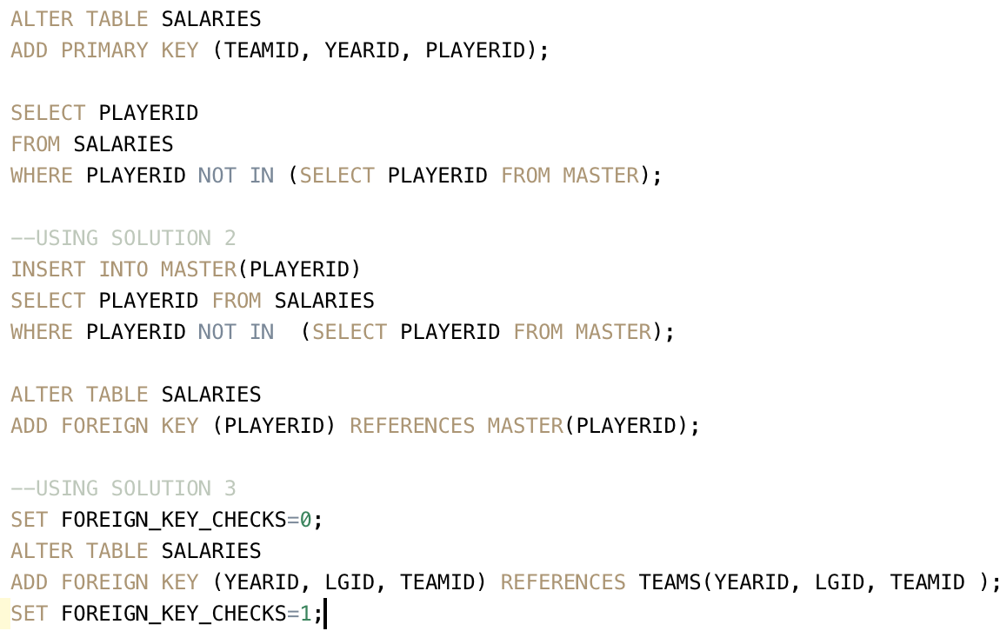 ALTER TABLE SALARIES
ADD PRIMARY KEY (TEAMID, YEARID, PLAYERID);
SELECT PLAYERID
FROM SALARIES
WHERE PLAYERID NOT IN (SELECT PLAYERID FROM MASTER);
--USING SOLUTION 2
INSERT INTO MASTER(PLAYERID)
SELECT PLAYERID FROM SALARIES
WHERE PLAYERID NOT IN  (SELECT PLAYERID FROM MASTER);
ALTER TABLE SALARIES
ADD FOREIGN KEY (PLAYERID) REFERENCES MASTER(PLAYERID);
--USING SOLUTION 3
SET FOREIGN_KEY_CHECKS=0;
ALTER TABLE SALARIES
ADD FOREIGN KEY (YEARID, LGID, TEAMID) REFERENCES TEAMS(YEARID, LGID, TEAMID );
SET FOREIGN_KEY_CHECKS=1;